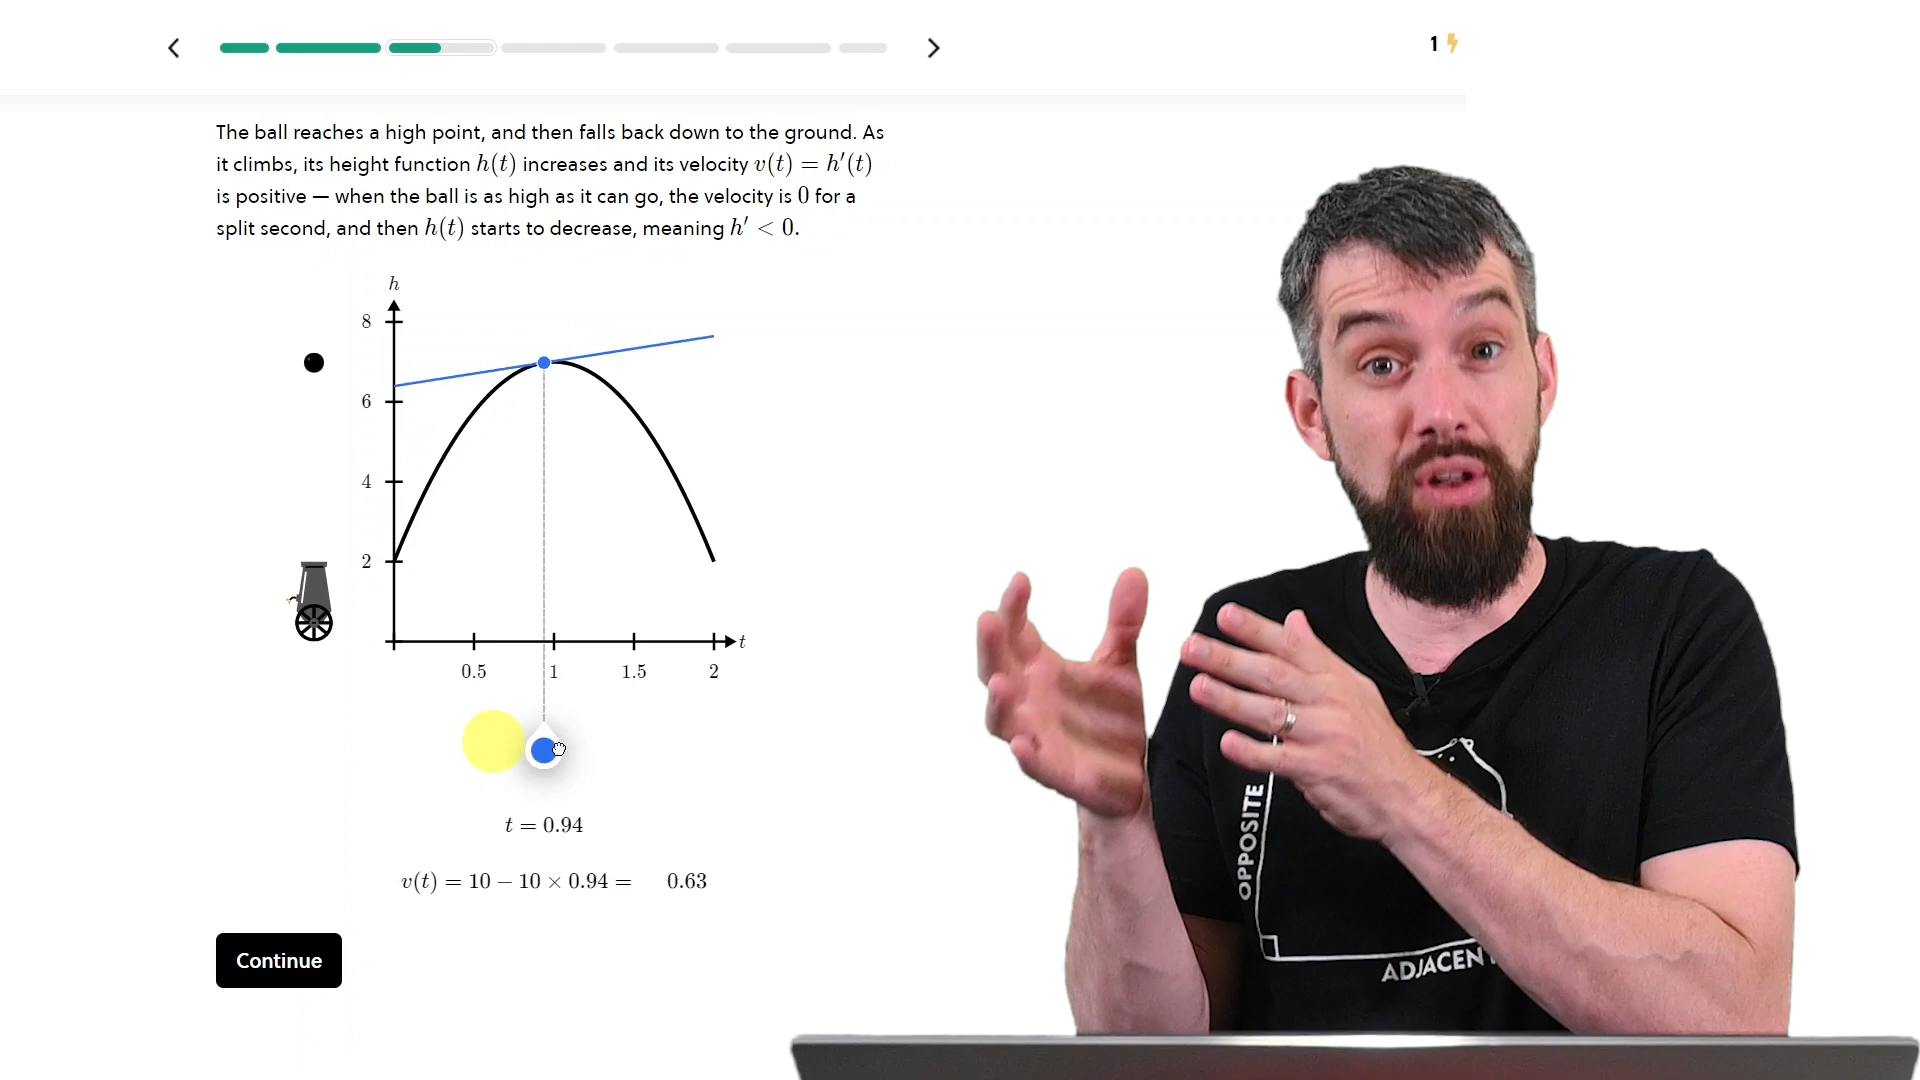 1
The ball reaches a high point, and then falls back down to the ground. As
it climbs, its height function h(t) increases and its velocity v(t) = h′(t)
is positive — when the ball is as high as it can go, the velocity is 0 for a
split second, and then h(t) starts to decrease, meaning h′ < 0.
h
8
6
4
2
t
0.5 1 1.5 2
t = 0.94
v(t) = 10 − 10 × 0.94 = 0.63
Continue
OPPOSITE
ADJACEN